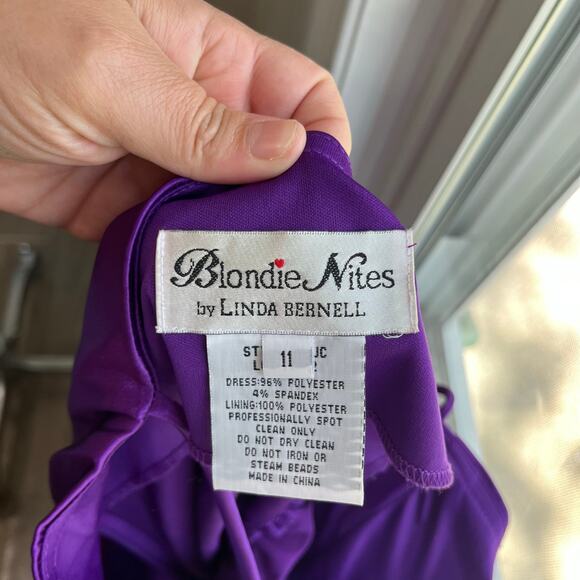 Blondie Nites
by LINDA BERNELL
11
DRESS:96% POLYESTER
4% SPANDEX
LINING:100% POLYESTER
PROFESSIONALLY SPOT
CLEAN ONLY
DO NOT DRY CLEAN
DO NOT IRON OR
STEAM BEADS
MADE IN CHINA